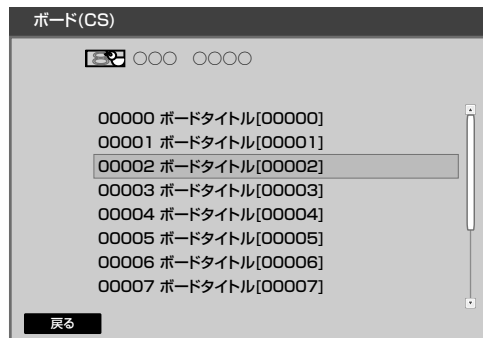 ボード(CS)
○○○ ○○○○
00000 ボードタイトル[00000]
00001 ボードタイトル[00001]
00002 ボードタイトル[00002]
00003 ボードタイトル[00003]
00004 ボードタイトル[00004]
00005 ボードタイトル[00005]
00006 ボードタイトル[00006]
00007 ボードタイトル[00007]
戻る